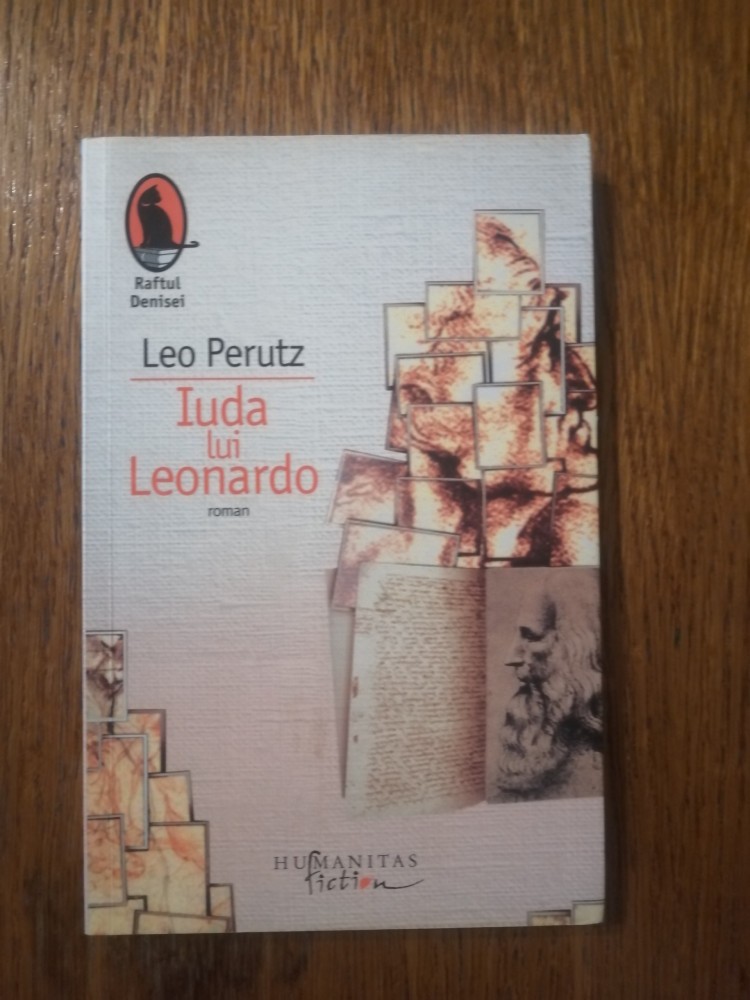 Raftul
Denisei
Leo Perutz
Iuda
lui
Leonardo
roman
HUMANITAS
fiction